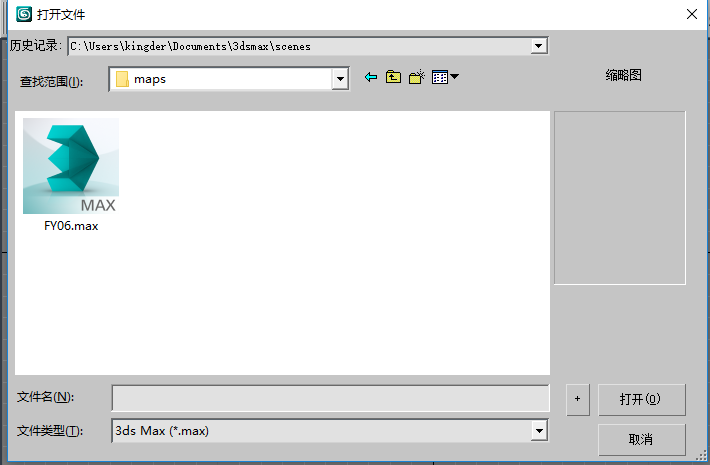 打开文件
历史记录: C:\Users\kingder\Documents\3dsmax\scenes
查找范围(I): maps
缩略图
MAX
FY06.max
文件名(N):
+ 打开(O)
文件类型(T): 3ds Max (*.max)
取消